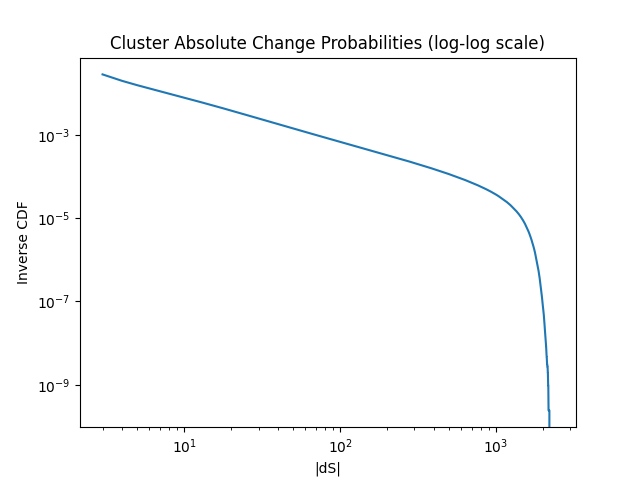 Cluster Absolute Change Probabilities (log-log scale)
Inverse CDF
10⁻³
10⁻⁵
10⁻⁷
10⁻⁹
10¹
10²
10³
|dS|